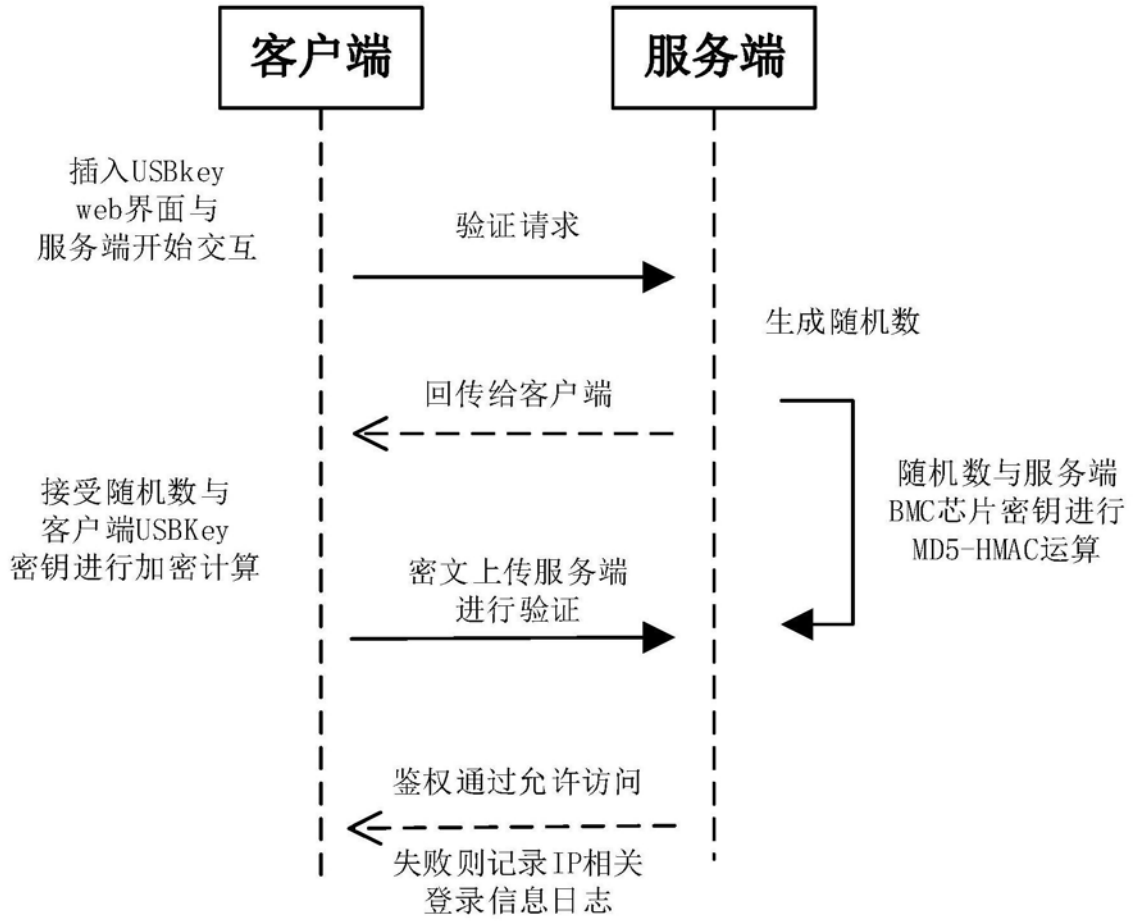 客户端
服务端
插入USBkey
web界面与
服务端开始交互
验证请求
生成随机数
回传给客户端
随机数与服务端
BMC芯片密钥进行
MD5-HMAC运算
接受随机数与
客户端USBKey
密钥进行加密计算
密文上传服务端
进行验证
鉴权通过允许访问
失败则记录IP相关
登录信息日志